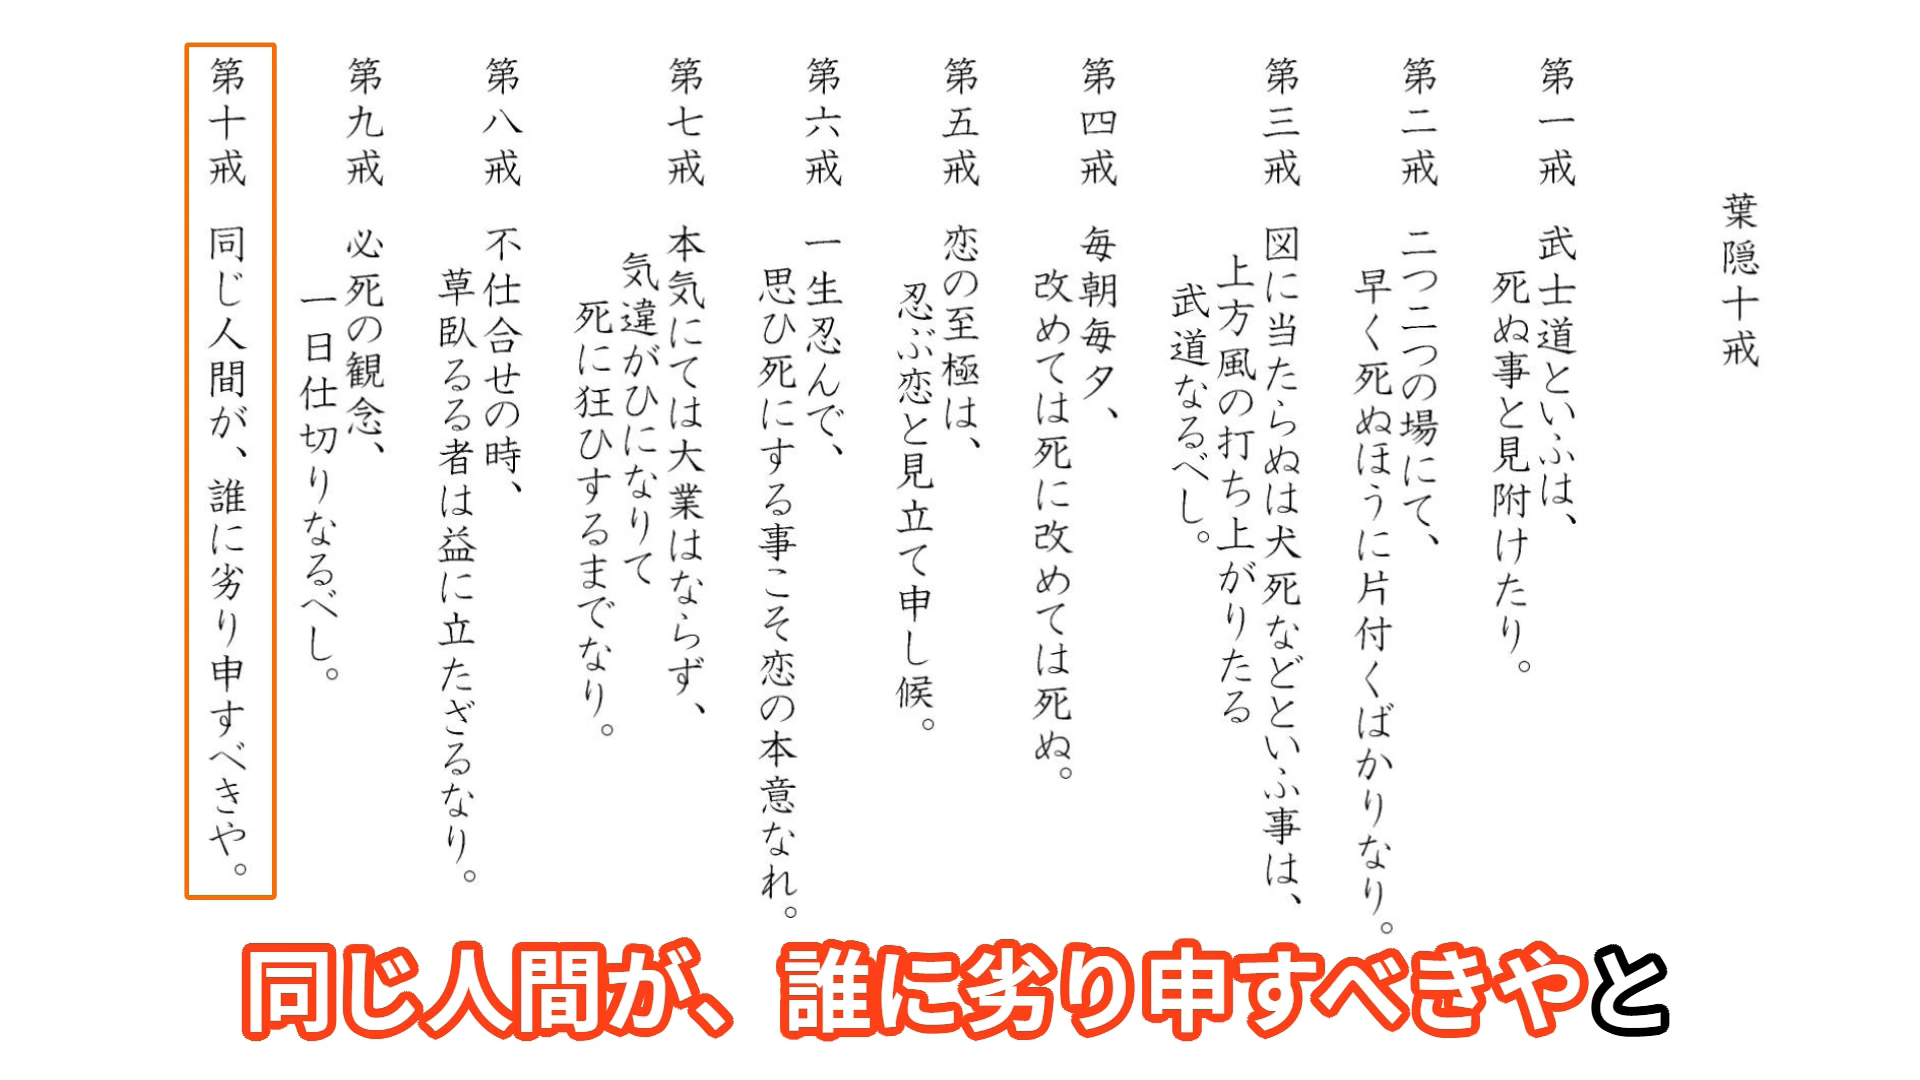 葉隠十戒
第一戒 武士道といふは、
死ぬ事と見附けたり。
第二戒 二つ二つの場にて、
早く死ぬほうに片付くばかりなり。
第三戒 図に当たらぬは犬死などといふ事は、
上方風の打ち上がりたる
武道なるべし。
第四戒 毎朝毎夕、
改めては死に改めては死ぬ。
第五戒 恋の至極は、
忍ぶ恋と見立て申し候。
第六戒 一生忍んで、
思ひ死にする事こそ恋の本意なれ。
第七戒 本気にては大業はならず、
気違がひになりて
死に狂ひするまでなり。
第八戒 不仕合せの時、
草臥るる者は益に立たざるなり。
第九戒 必死の観念、
一日仕切りなるべし。
第十戒 同じ人間が、誰に劣り申すべきや。
同じ人間が、誰に劣り申すべきやと